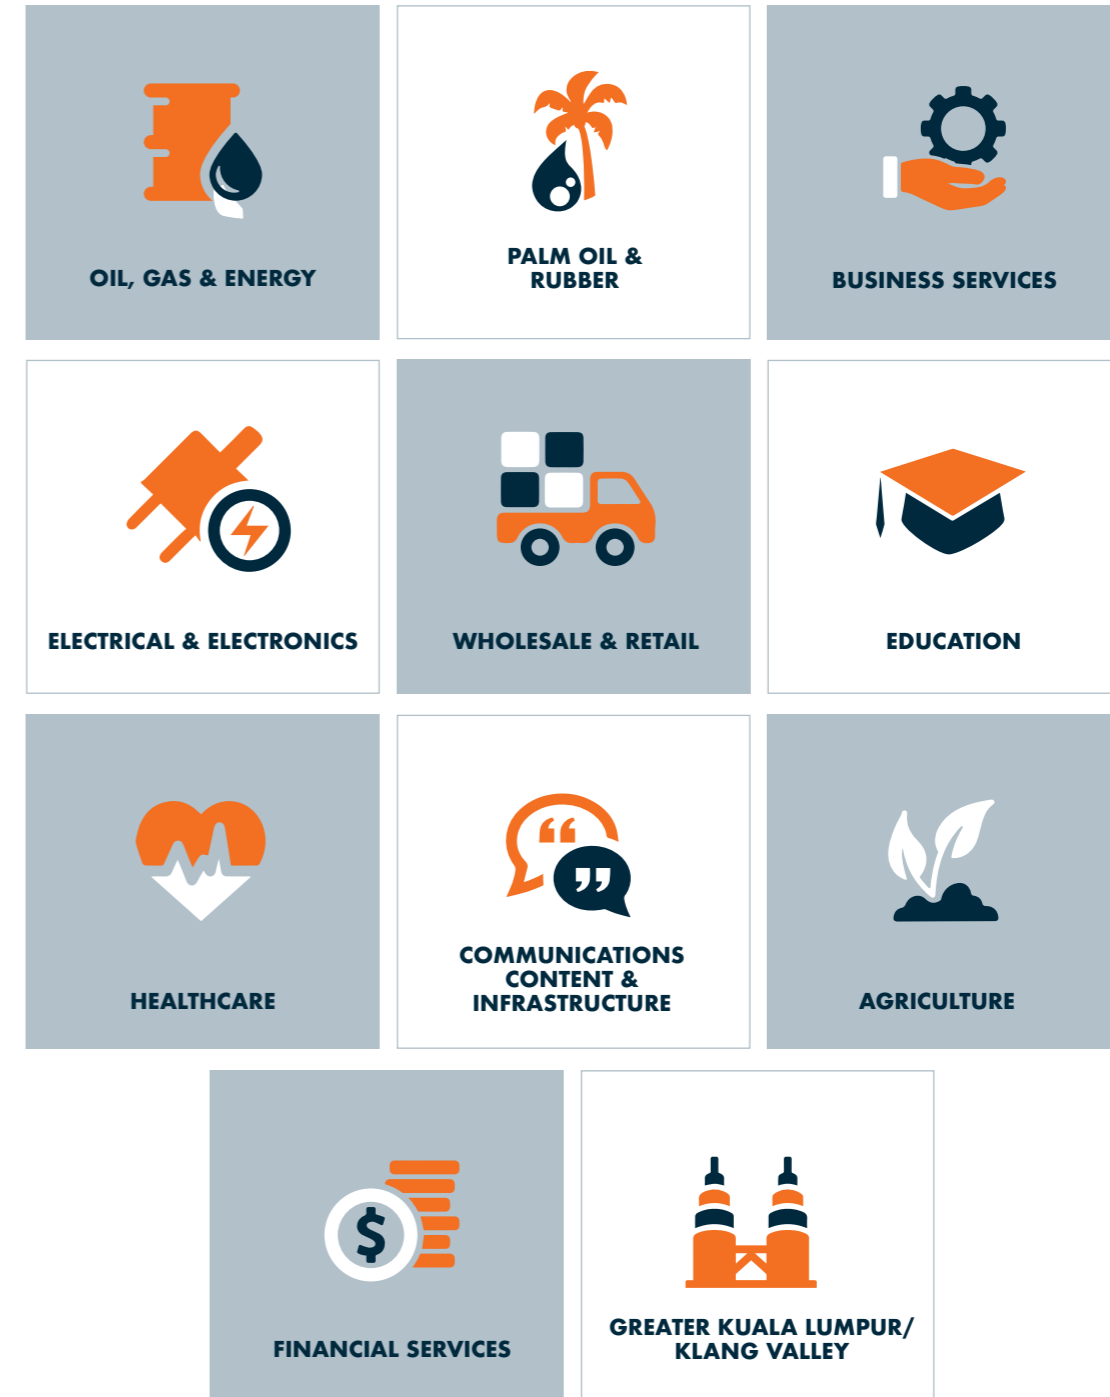 OIL, GAS & ENERGY
PALM OIL &
RUBBER
BUSINESS SERVICES
ELECTRICAL & ELECTRONICS
WHOLESALE & RETAIL
EDUCATION
HEALTHCARE
COMMUNICATIONS
CONTENT &
INFRASTRUCTURE
AGRICULTURE
$
FINANCIAL SERVICES
GREATER KUALA LUMPUR/
KLANG VALLEY